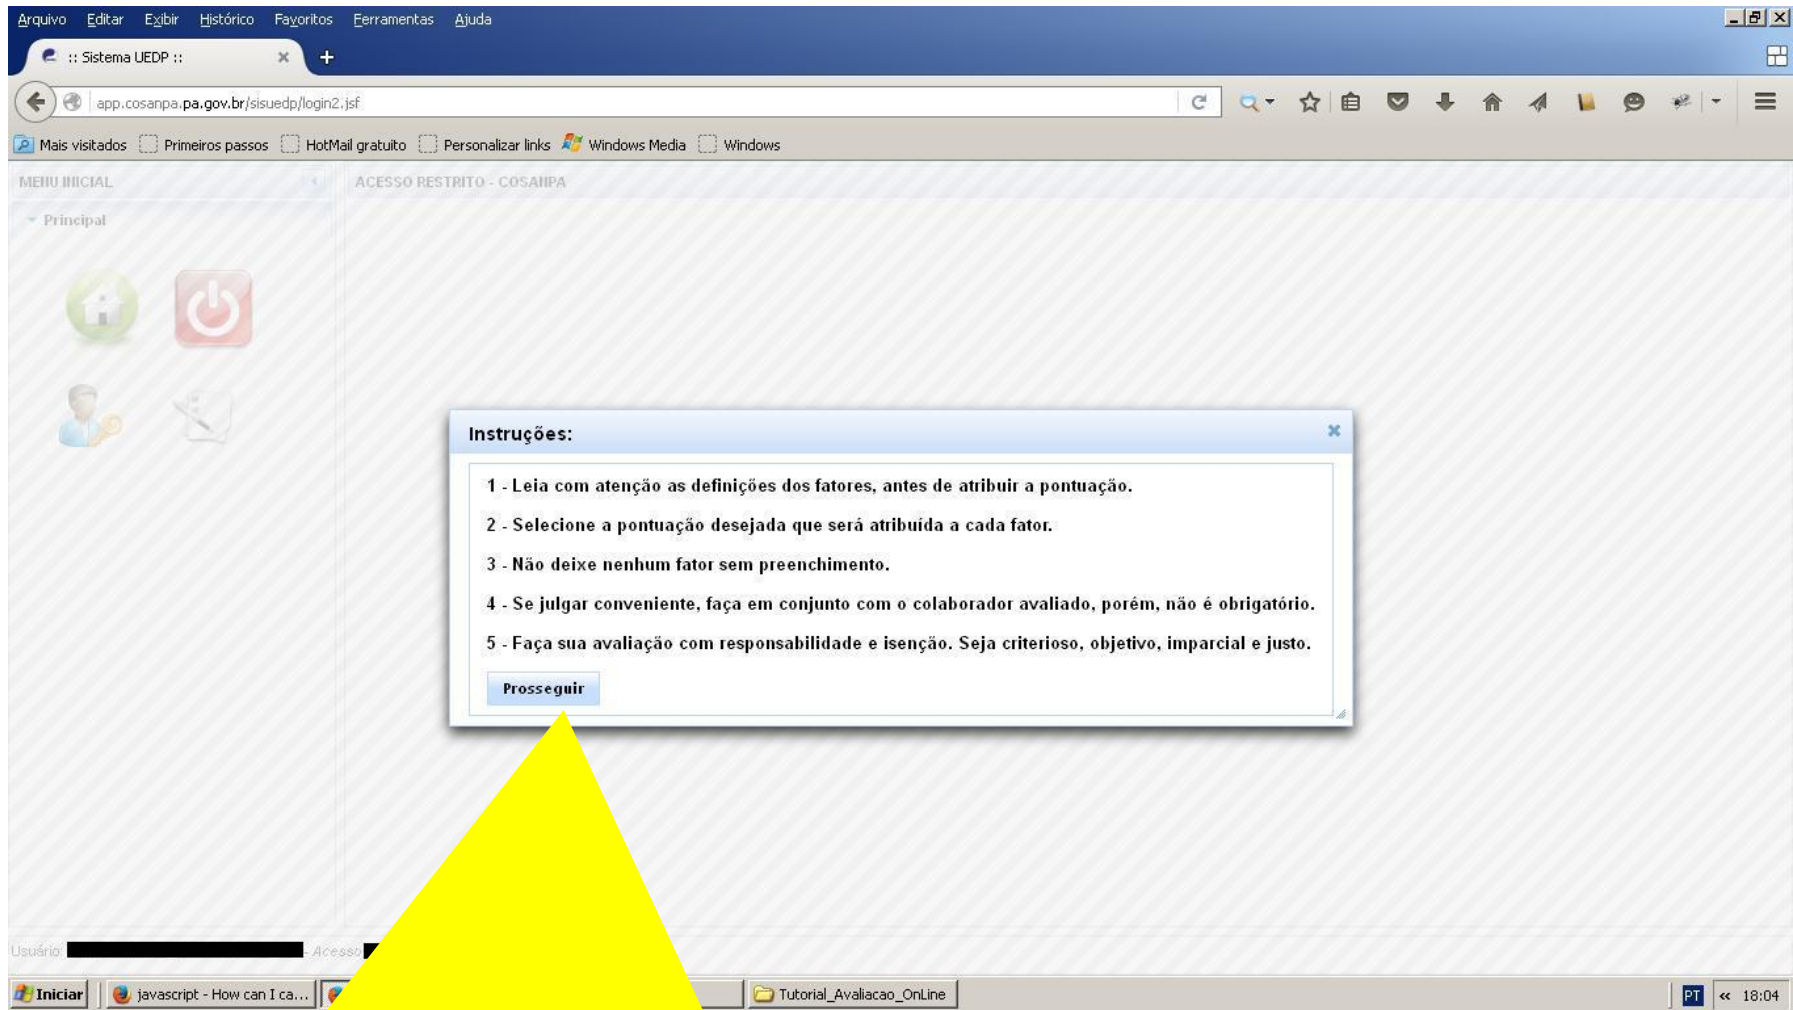 Arquivo Editar Exibir Histórico Favoritos Ferramentas Ajuda
:: Sistema UEDP ::
app.cosanpa.pa.gov.br/sisuedp/login2.jsf
Mais visitados Primeiros passos HotMail gratuito Personalizar links Windows Media Windows
MENU INICIAL ACESSO RESTRITO - COSANPA
Principal
Instruções:
1 - Leia com atenção as definições dos fatores, antes de atribuir a pontuação.
2 - Selecione a pontuação desejada que será atribuída a cada fator.
3 - Não deixe nenhum fator sem preenchimento.
4 - Se julgar conveniente, faça em conjunto com o colaborador avaliado, porém, não é obrigatório.
5 - Faça sua avaliação com responsabilidade e isenção. Seja criterioso, objetivo, imparcial e justo.
Prosseguir
Usuário: - Acesso
Iniciar javascript - How can I ca... Tutorial_Avaliacao_OnLine PT 18:04